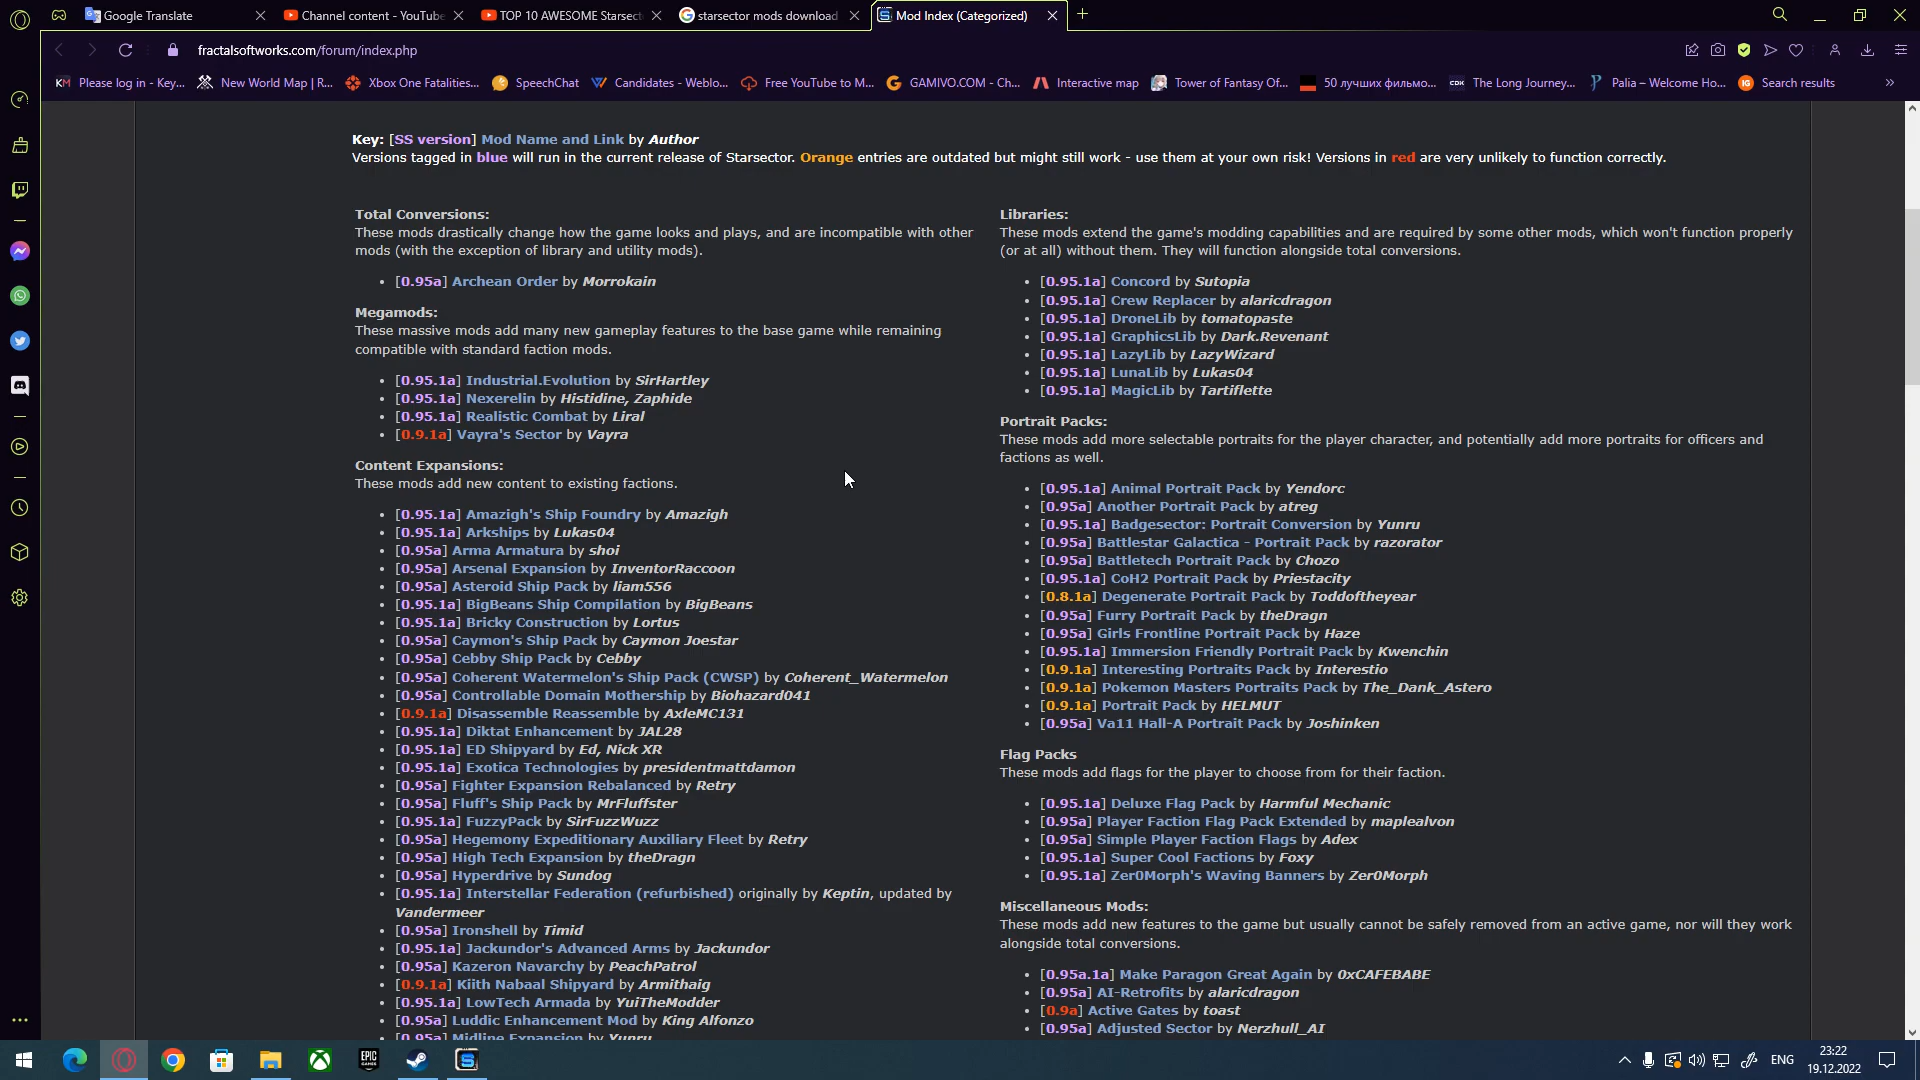 Google Translate
Channel content - YouTube
TOP 10 AWESOME Starsect
starsector mods download
Mod Index (Categorized)
fractalsoftworks.com/forum/index.php
Please log in - Key...
New World Map | R...
Xbox One Fatalities...
SpeechChat
Candidates - Weblo...
Free YouTube to M...
GAMIVO.COM - Ch...
Interactive map
Tower of Fantasy Of...
50 лучших фильмо...
The Long Journey...
Palia – Welcome Ho...
Search results
Key: [SS version] Mod Name and Link by Author
Versions tagged in blue will run in the current release of Starsector. Orange entries are outdated but might still work - use them at your own risk! Versions in red are very unlikely to function correctly.
Total Conversions:
These mods drastically change how the game looks and plays, and are incompatible with other
mods (with the exception of library and utility mods).
[0.95a] Archean Order by Morrokain
Megamods:
These massive mods add many new gameplay features to the base game while remaining
compatible with standard faction mods.
[0.95.1a] Industrial.Evolution by SirHartley
[0.95.1a] Nexerelin by Histidine, Zaphide
[0.95.1a] Realistic Combat by Liral
[0.9.1a] Vayra's Sector by Vayra
Content Expansions:
These mods add new content to existing factions.
[0.95.1a] Amazigh's Ship Foundry by Amazigh
[0.95.1a] Arkships by Lukas04
[0.95a] Arma Armatura by shoi
[0.95a] Arsenal Expansion by InventorRaccoon
[0.95a] Asteroid Ship Pack by liam556
[0.95.1a] BigBeans Ship Compilation by BigBeans
[0.95.1a] Bricky Construction by Lortus
[0.95a] Caymon's Ship Pack by Caymon Joestar
[0.95a] Cebby Ship Pack by Cebby
[0.95a] Coherent Watermelon's Ship Pack (CWSP) by Coherent_Watermelon
[0.95a] Controllable Domain Mothership by Biohazard041
[0.9.1a] Disassemble Reassemble by AxleMC131
[0.95.1a] Diktat Enhancement by JAL28
[0.95.1a] ED Shipyard by Ed, Nick XR
[0.95.1a] Exotica Technologies by presidentmattdamon
[0.95a] Fighter Expansion Rebalanced by Retry
[0.95a] Fluff's Ship Pack by MrFluffster
[0.95.1a] FuzzyPack by SirFuzzWuzz
[0.95a] Hegemony Expeditionary Auxiliary Fleet by Retry
[0.95a] High Tech Expansion by theDragn
[0.95a] Hyperdrive by Sundog
[0.95.1a] Interstellar Federation (refurbished) originally by Keptin, updated by
Vandermeer
[0.95a] Ironshell by Timid
[0.95.1a] Jackundor's Advanced Arms by Jackundor
[0.95a] Kazeron Navarchy by PeachPatrol
[0.9.1a] Kiith Nabaal Shipyard by Armithaig
[0.95.1a] LowTech Armada by YuiTheModder
[0.95a] Luddic Enhancement Mod by King Alfonzo
[0.95a] Midline Expansion by Yunru
Libraries:
These mods extend the game's modding capabilities and are required by some other mods, which won't function properly
(or at all) without them. They will function alongside total conversions.
[0.95.1a] Concord by Sutopia
[0.95.1a] Crew Replacer by alaricdragon
[0.95.1a] DroneLib by tomatopaste
[0.95.1a] GraphicsLib by Dark.Revenant
[0.95.1a] LazyLib by LazyWizard
[0.95.1a] LunaLib by Lukas04
[0.95.1a] MagicLib by Tartiflette
Portrait Packs:
These mods add more selectable portraits for the player character, and potentially add more portraits for officers and
factions as well.
[0.95.1a] Animal Portrait Pack by Yendorc
[0.95a] Another Portrait Pack by atreg
[0.95.1a] Badgesector: Portrait Conversion by Yunru
[0.95a] Battlestar Galactica - Portrait Pack by razorator
[0.95a] Battletech Portrait Pack by Chozo
[0.95.1a] CoH2 Portrait Pack by Priestacity
[0.8.1a] Degenerate Portrait Pack by Toddoftheyear
[0.95a] Furry Portrait Pack by theDragn
[0.95a] Girls Frontline Portrait Pack by Haze
[0.95.1a] Immersion Friendly Portrait Pack by Kwenchin
[0.9.1a] Interesting Portraits Pack by Interestio
[0.9.1a] Pokemon Masters Portraits Pack by The_Dank_Astero
[0.9.1a] Portrait Pack by HELMUT
[0.95a] Va11 Hall-A Portrait Pack by Joshinken
Flag Packs
These mods add flags for the player to choose from for their faction.
[0.95.1a] Deluxe Flag Pack by Harmful Mechanic
[0.95a] Player Faction Flag Pack Extended by maplealvon
[0.95a] Simple Player Faction Flags by Adex
[0.95.1a] Super Cool Factions by Foxy
[0.95.1a] Zer0Morph's Waving Banners by Zer0Morph
Miscellaneous Mods:
These mods add new features to the game but usually cannot be safely removed from an active game, nor will they work
alongside total conversions.
[0.95a.1a] Make Paragon Great Again by 0xCAFEBABE
[0.95a] AI-Retrofits by alaricdragon
[0.9a] Active Gates by toast
[0.95a] Adjusted Sector by Nerzhull_AI
ENG
23:22
19.12.2022